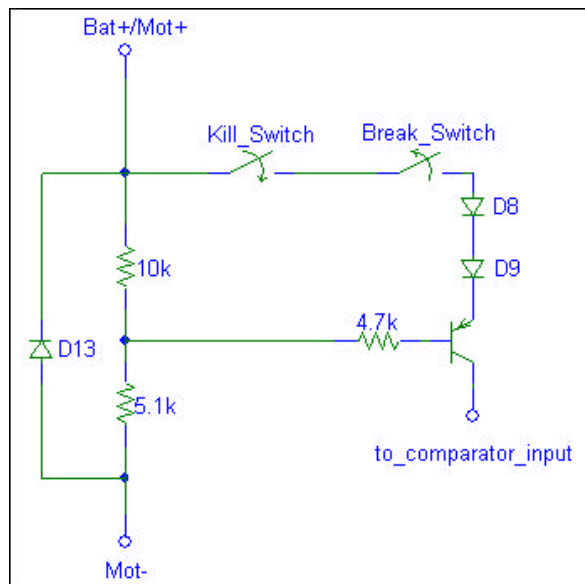 Bat+/Mot+
Kill_Switch
Break_Switch
D8
10k
D9
4.7k
D13
5.1k
to_comparator_input
Mot-